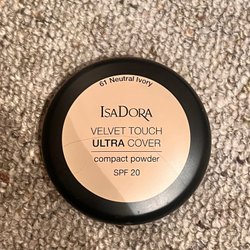 61 Neutral Ivory
ISADORA
VELVET TOUCH
ULTRA COVER
compact powder
SPF 20